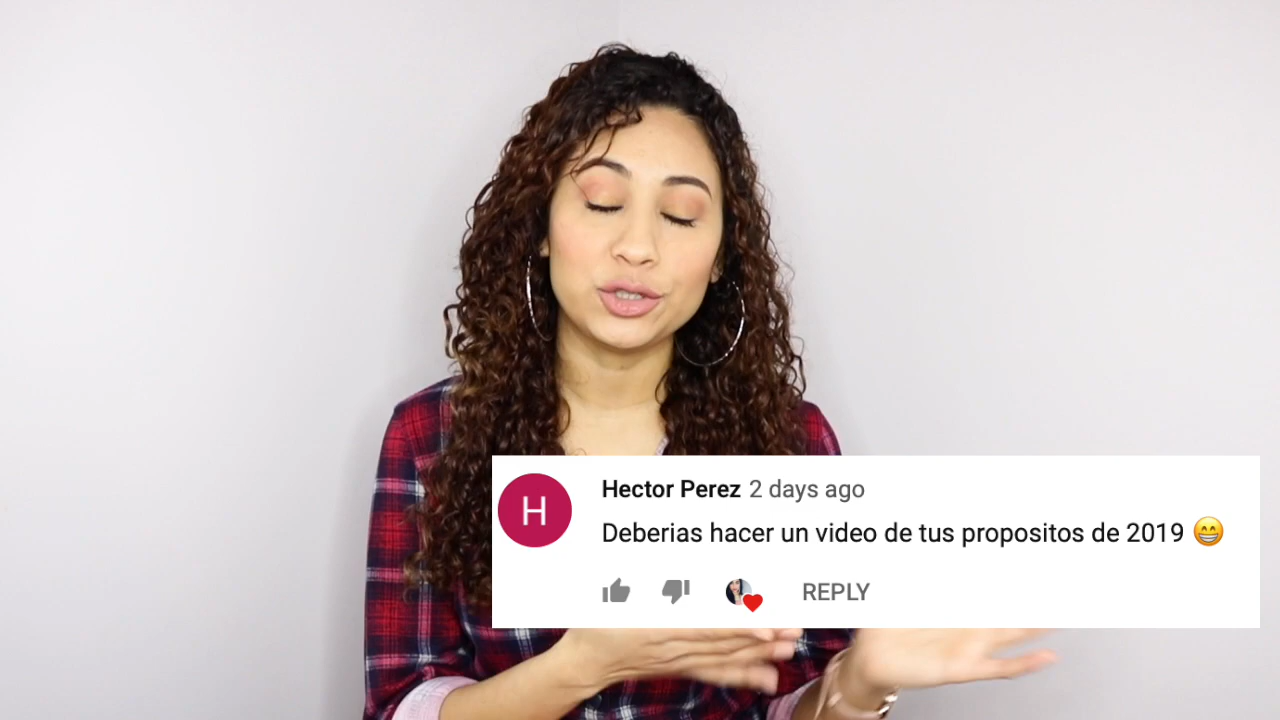 H
Hector Perez 2 days ago
Deberias hacer un video de tus propositos de 2019 😁
REPLY